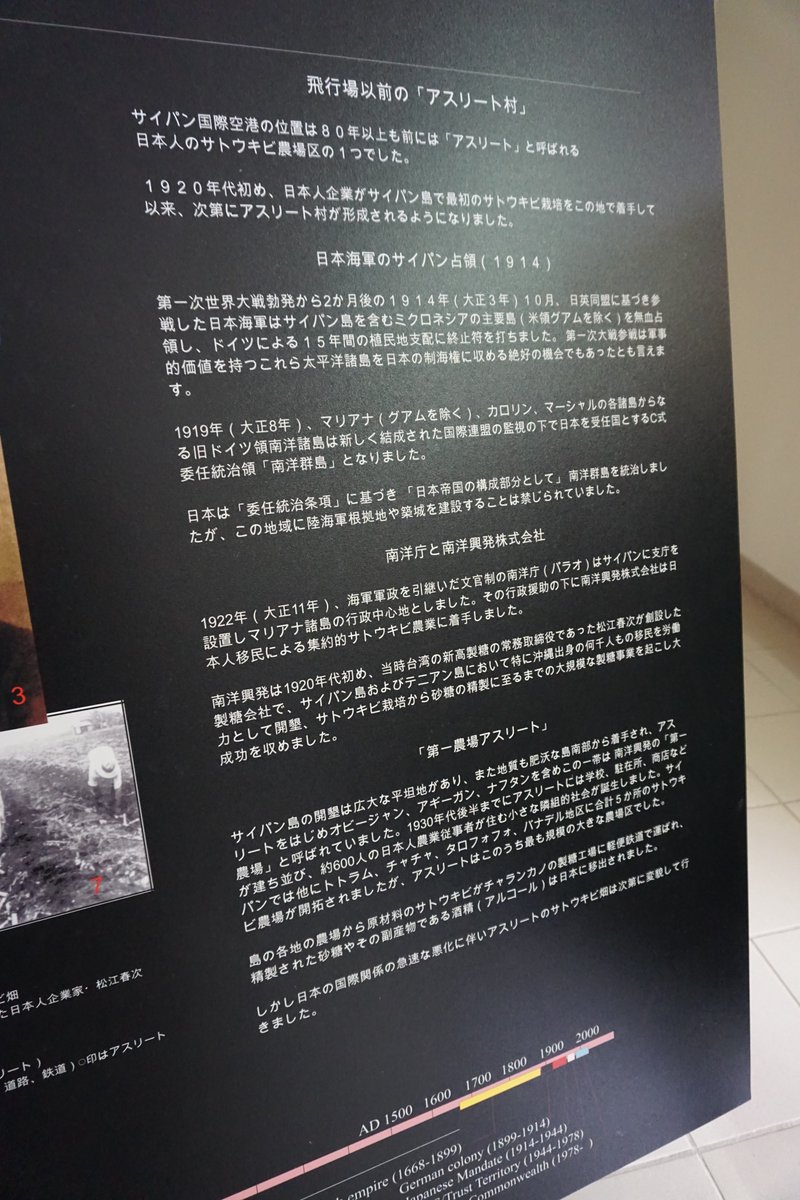 飛行場以前の「アスリート村」
サイパン国際空港の位置は８０年以上も前には「アスリート」と呼ばれる
日本人のサトウキビ農場区の１つでした。
１９２０年代初め、日本人企業がサイパン島で最初のサトウキビ栽培をこの地で着手して
以来、次第にアスリート村が形成されるようになりました。
日本海軍のサイパン占領（１９１４）
第一次世界大戦勃発から2か月後の１９１４年（大正３年）１０月、日英同盟に基づき参
戦した日本海軍はサイパン島を含むミクロネシアの主要島（米領グアムを除く）を無血占
領し、ドイツによる１５年間の植民地支配に終止符を打ちました。第一次大戦参戦は軍事
的価値を持つこれら太平洋諸島を日本の制海権に収める絶好の機会でもあったとも言えま
す。
1919年（大正8年）、マリアナ（グアムを除く）、カロリン、マーシャルの各諸島からな
る旧ドイツ領南洋諸島は新しく結成された国際連盟の監視の下で日本を受任国とするC式
委任統治領「南洋群島」となりました。
日本は「委任統治条項」に基づき「日本帝国の構成部分として」南洋群島を統治しまし
たが、この地域に陸海軍根拠地や築城を建設することは禁じられていました。
南洋庁と南洋興発株式会社
1922年（大正11年）、海軍軍政を引継いだ文官制の南洋庁（パラオ）はサイパンに支庁を
設置しマリアナ諸島の行政中心地としました。その行政援助の下に南洋興発株式会社は日
本人移民による集約的サトウキビ農業に着手しました。
南洋興発は1920年代初め、当時台湾の新高製糖の常務取締役であった松江春次が創設した
製糖会社で、サイパン島およびテニアン島において特に沖縄出身の何千人もの移民を労働
力として開墾、サトウキビ栽培から砂糖の精製に至るまでの大規模な製糖事業を起こし大
成功を収めました。
「第一農場アスリート」
サイパン島の開墾は広大な平坦地があり、また地質も肥沃な島南部から着手され、アス
リートをはじめオビージャン、アギーガン、ナフタンを含めこの一帯は南洋興発の「第一
農場」と呼ばれていました。1930年代後半までにアスリートには学校、駐在所、商店など
が建ち並び、約600人の日本人農業従事者が住む小さな隣組的社会が誕生しました。サイ
パンでは他にトトラム、チャチャ、タロフォフォ、バナデル地区に合計５か所のサトウキ
ビ農場が開拓されましたが、アスリートはこのうち最も規模の大きな農場区でした。
島の各地の農場から原材料のサトウキビがチャランカノの製糖工場に軽便鉄道で運ばれ、
精製された砂糖やその副産物である酒精（アルコール）は日本に移出されました。
しかし日本の国際関係の急速な悪化に伴いアスリートのサトウキビ畑は次第に変貌して行
きました。
3
7
ビ畑
た日本人企業家・松江春次
リート）
道路、鉄道）○印はアスリート
AD 1500 1600 1700 1800 1900 2000
empire (1668-1899)
German colony (1899-1914)
Japanese Mandate (1914-1944)
Trust Territory (1944-1978)
Commonwealth (1978- )